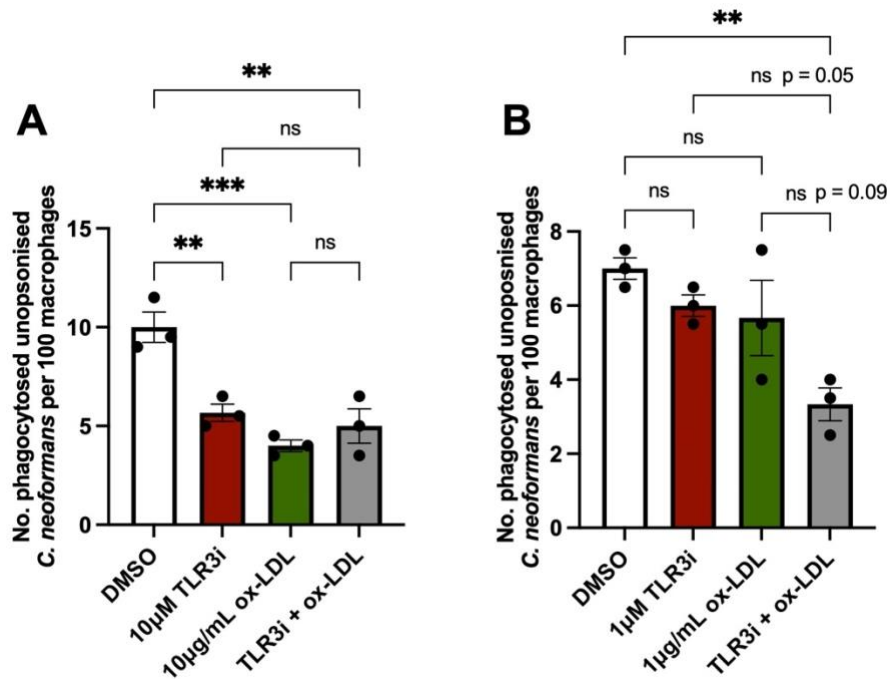 A
**
ns
***
**
ns
No. phagocytosed unopsonised
C. neoformans per 100 macrophages
15
10
5
0
DMSO
10µM TLR3i
10µg/mL ox-LDL
TLR3i + ox-LDL
B
**
ns p = 0.05
ns
ns
ns p = 0.09
No. phagocytosed unoposnised
C. neoformans per 100 macrophages
8
6
4
2
0
DMSO
1µM TLR3i
1µg/mL ox-LDL
TLR3i + ox-LDL